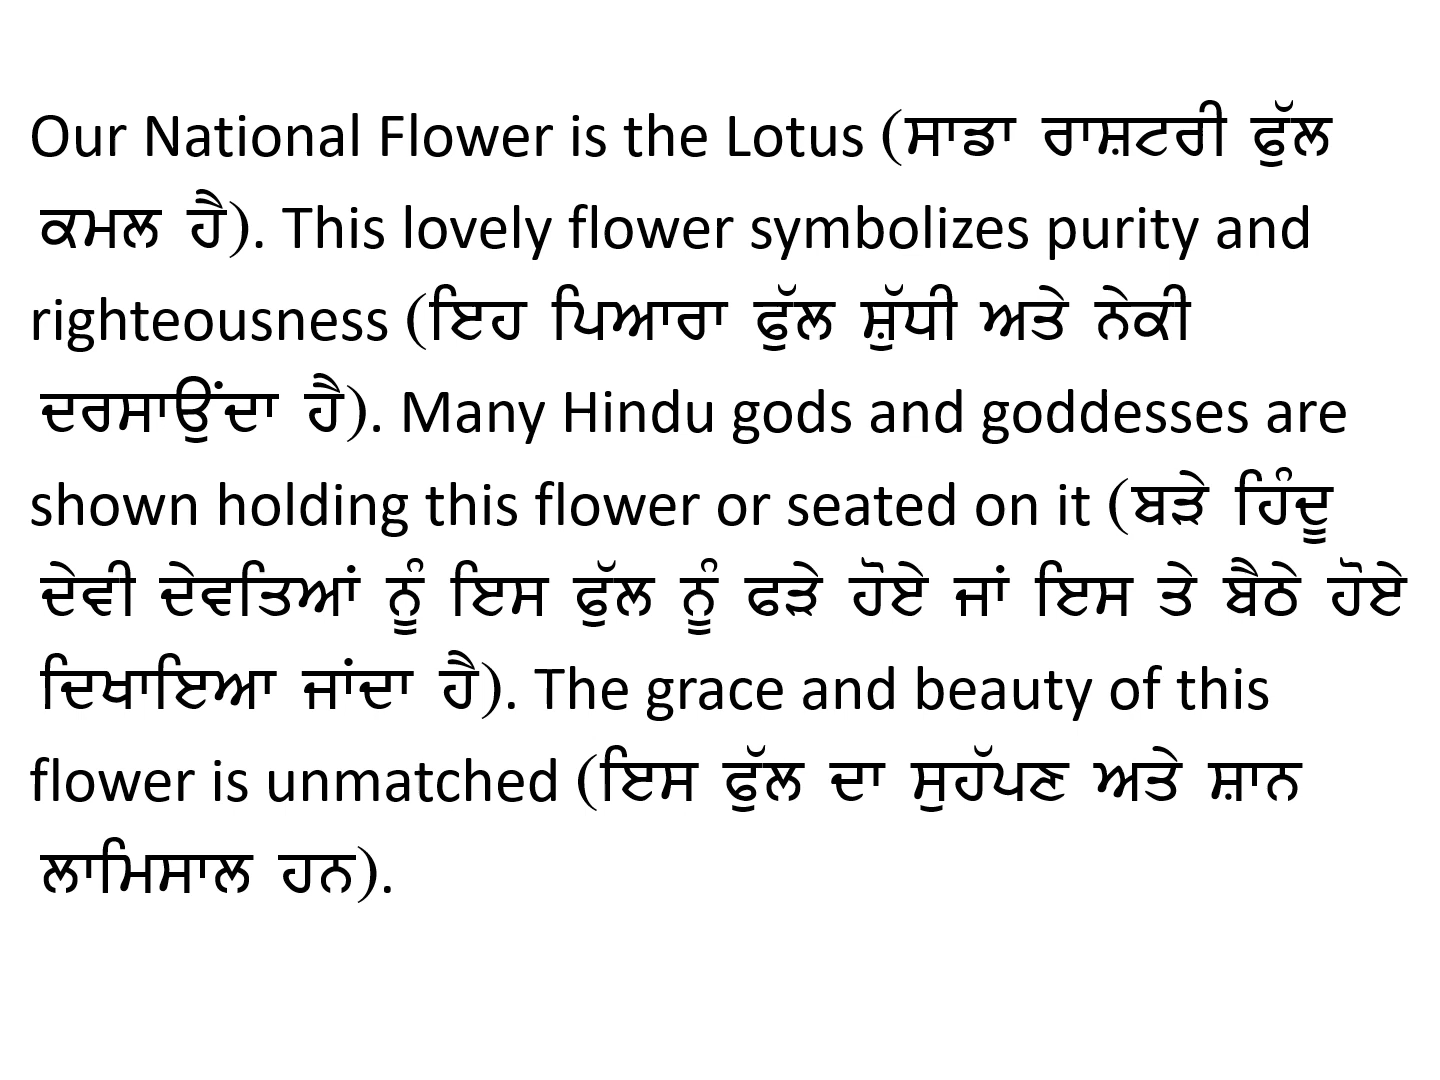 Our National Flower is the Lotus (ਸਾਡਾ ਰਾਸ਼ਟਰੀ ਫੁੱਲ
ਕਮਲ ਹੈ). This lovely flower symbolizes purity and
righteousness (ਇਹ ਪਿਆਰਾ ਫੁੱਲ ਸ਼ੁੱਧੀ ਅਤੇ ਨੇਕੀ
ਦਰਸਾਉਂਦਾ ਹੈ). Many Hindu gods and goddesses are
shown holding this flower or seated on it (ਬੜੇ ਹਿੰਦੂ
ਦੇਵੀ ਦੇਵਤਿਆਂ ਨੂੰ ਇਸ ਫੁੱਲ ਨੂੰ ਫੜੇ ਹੋਏ ਜਾਂ ਇਸ ਤੇ ਬੈਠੇ ਹੋਏ
ਦਿਖਾਇਆ ਜਾਂਦਾ ਹੈ). The grace and beauty of this
flower is unmatched (ਇਸ ਫੁੱਲ ਦਾ ਸੁਹੱਪਣ ਅਤੇ ਸ਼ਾਨ
ਲਾਮਿਸਾਲ ਹਨ).